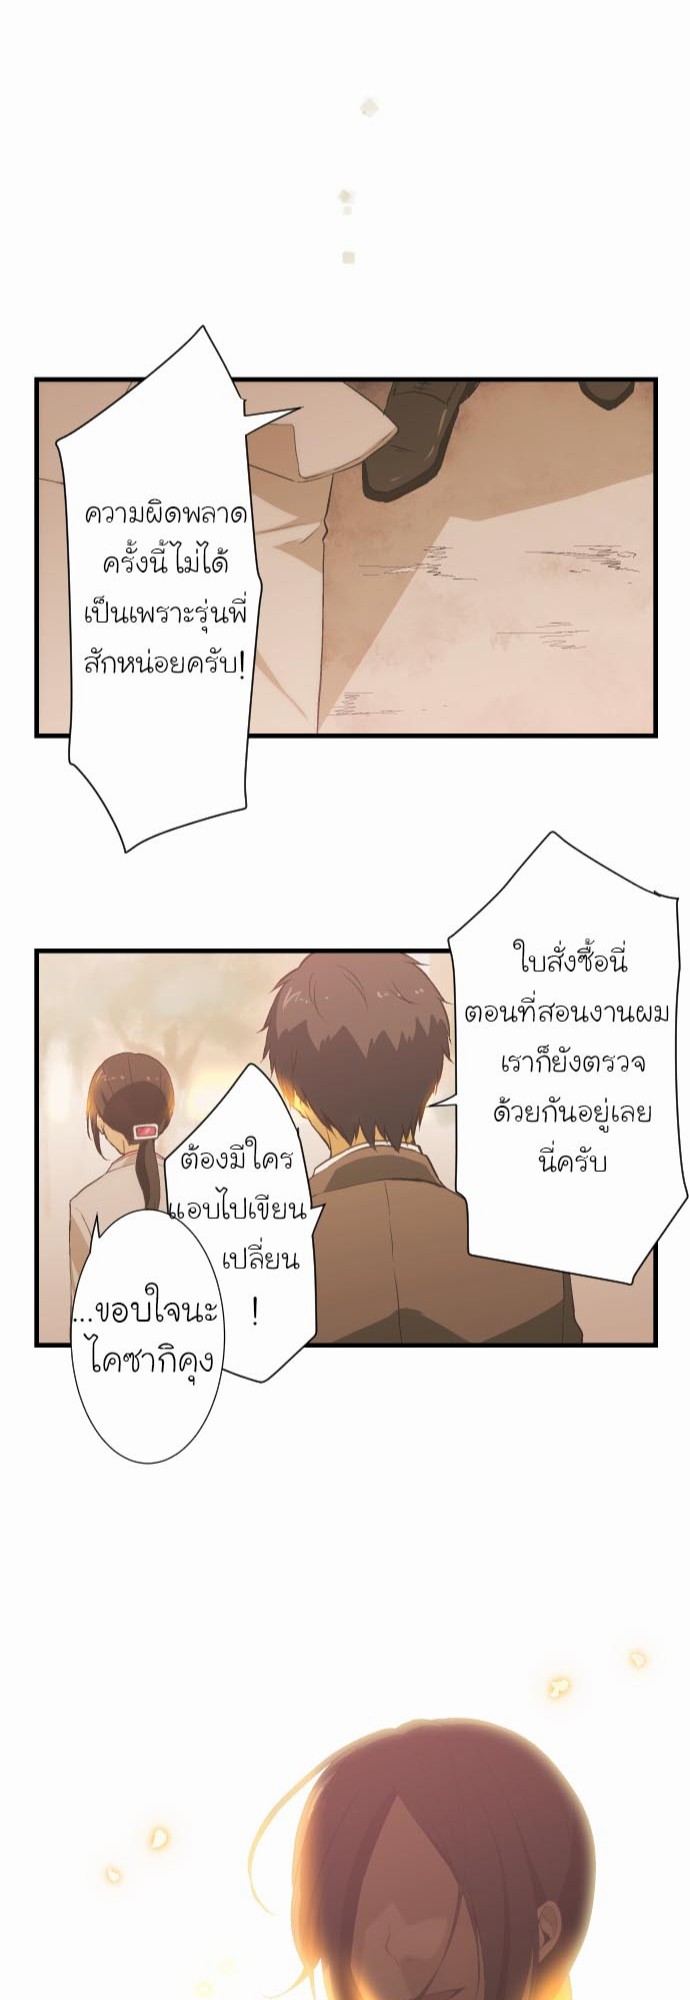 ความผิดพลาด
ครั้งนี้ไม่ได้
เป็นเพราะรุ่นพี่
สักหน่อยครับ!
ใบสั่งซื้อนี่
ตอนที่สอนงานผม
เราก็ยังตรวจ
ด้วยกันอยู่เลย
นี่ครับ
ต้องมีใคร
แอบไปเขียน
เปลี่ยน
!
...ขอบใจนะ
ไคซากิคุง